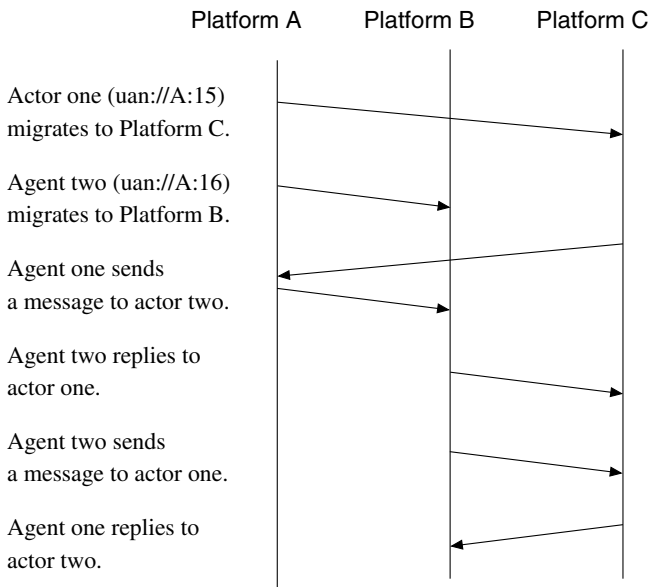 Platform A Platform B Platform C
Actor one (uan://A:15)
migrates to Platform C.
Agent two (uan://A:16)
migrates to Platform B.
Agent one sends
a message to actor two.
Agent two replies to
actor one.
Agent two sends
a message to actor one.
Agent one replies to
actor two.